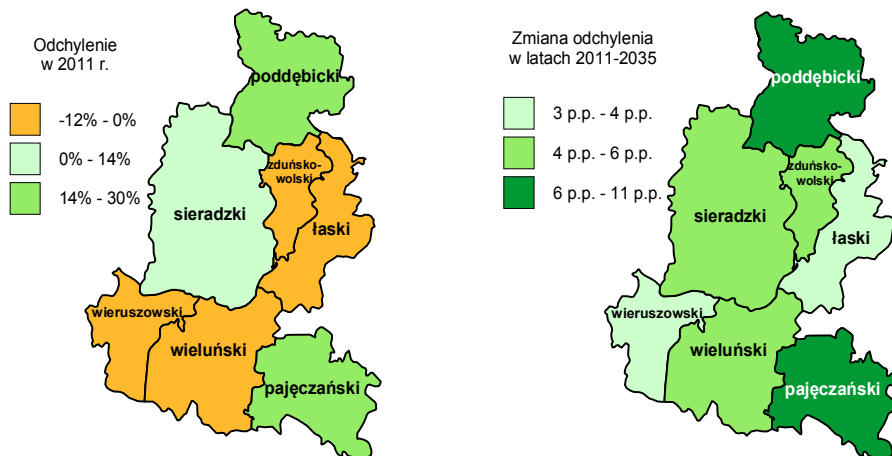 Odchylenie
w 2011 r.
-12% - 0%
0% - 14%
14% - 30%
poddębicki
zduńsko-
wolski
sieradzki
łaski
wieruszowski
wieluński
pajęczański
Zmiana odchylenia
w latach 2011-2035
3 p.p. - 4 p.p.
4 p.p. - 6 p.p.
6 p.p. - 11 p.p.
poddębicki
zduńsko-
wolski
sieradzki
łaski
wieruszowski
wieluński
pajęczański